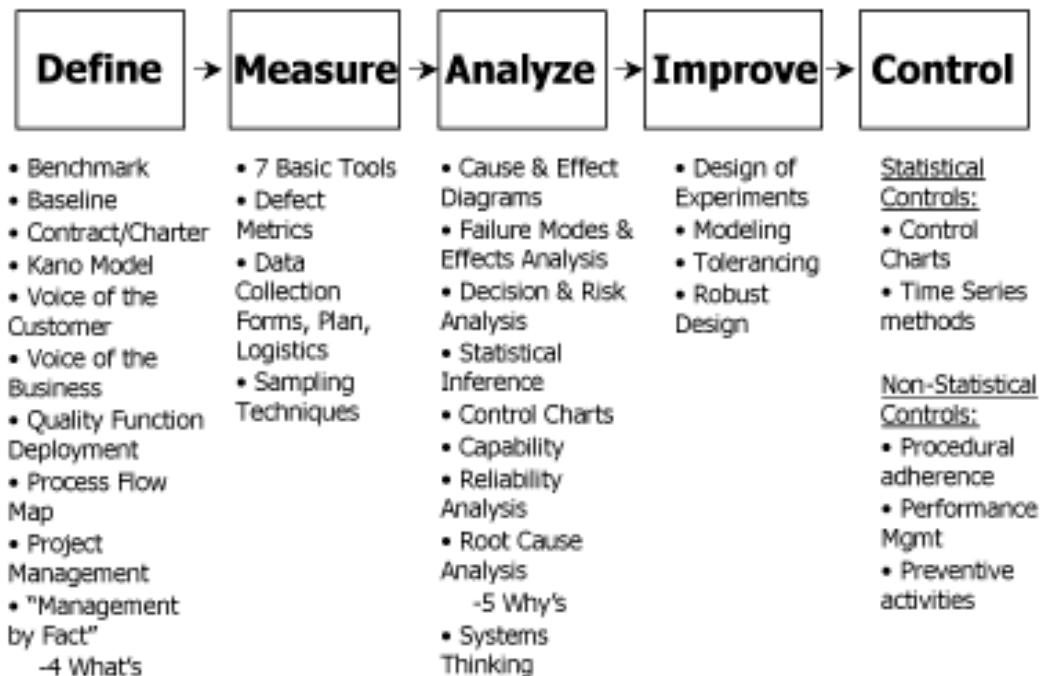 Define
Measure
Analyze
Improve
Control
• Benchmark
• Baseline
• Contract/Charter
• Kano Model
• Voice of the
Customer
• Voice of the
Business
• Quality Function
Deployment
• Process Flow
Map
• Project
Management
• "Management
by Fact"
-4 What's
• 7 Basic Tools
• Defect
Metrics
• Data
Collection
Forms, Plan,
Logistics
• Sampling
Techniques
• Cause & Effect
Diagrams
• Failure Modes &
Effects Analysis
• Decision & Risk
Analysis
• Statistical
Inference
• Control Charts
• Capability
• Reliability
Analysis
• Root Cause
Analysis
-5 Why's
• Systems
Thinking
• Design of
Experiments
• Modeling
• Tolerancing
• Robust
Design
Statistical
Controls:
• Control
Charts
• Time Series
methods
Non-Statistical
Controls:
• Procedural
adherence
• Performance
Mgmt
• Preventive
activities